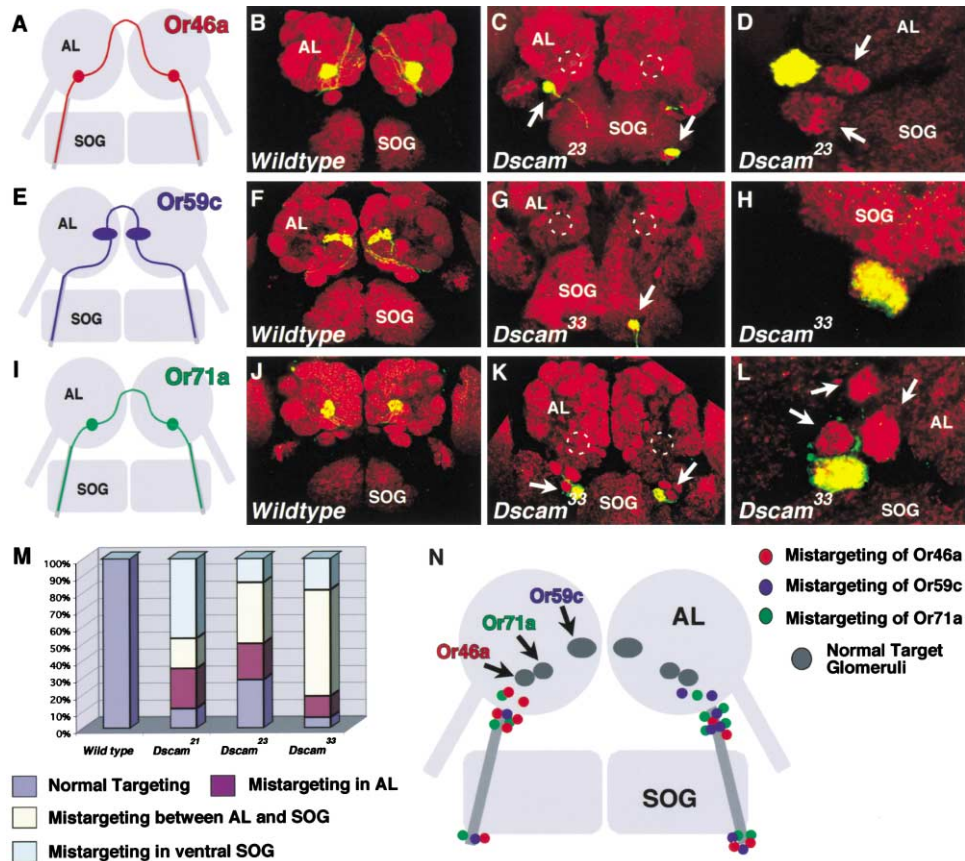 A
AL
Or46a
SOG
B
AL
SOG
Wildtype
C
AL
SOG
Dscam23
D
AL
SOG
Dscam23
E
AL
Or59c
SOG
F
AL
SOG
Wildtype
G
AL
SOG
Dscam33
H
SOG
Dscam33
I
AL
Or71a
SOG
J
AL
SOG
Wildtype
K
AL
SOG
Dscam33
L
AL
SOG
Dscam33
M
100%
90%
80%
70%
60%
50%
40%
30%
20%
10%
0%
Wild type
Dscam21
Dscam23
Dscam33
Normal Targeting
Mistargeting in AL
Mistargeting between AL and SOG
Mistargeting in ventral SOG
N
Or59c
Or71a
Or46a
AL
SOG
Mistargeting of Or46a
Mistargeting of Or59c
Mistargeting of Or71a
Normal Target
Glomeruli